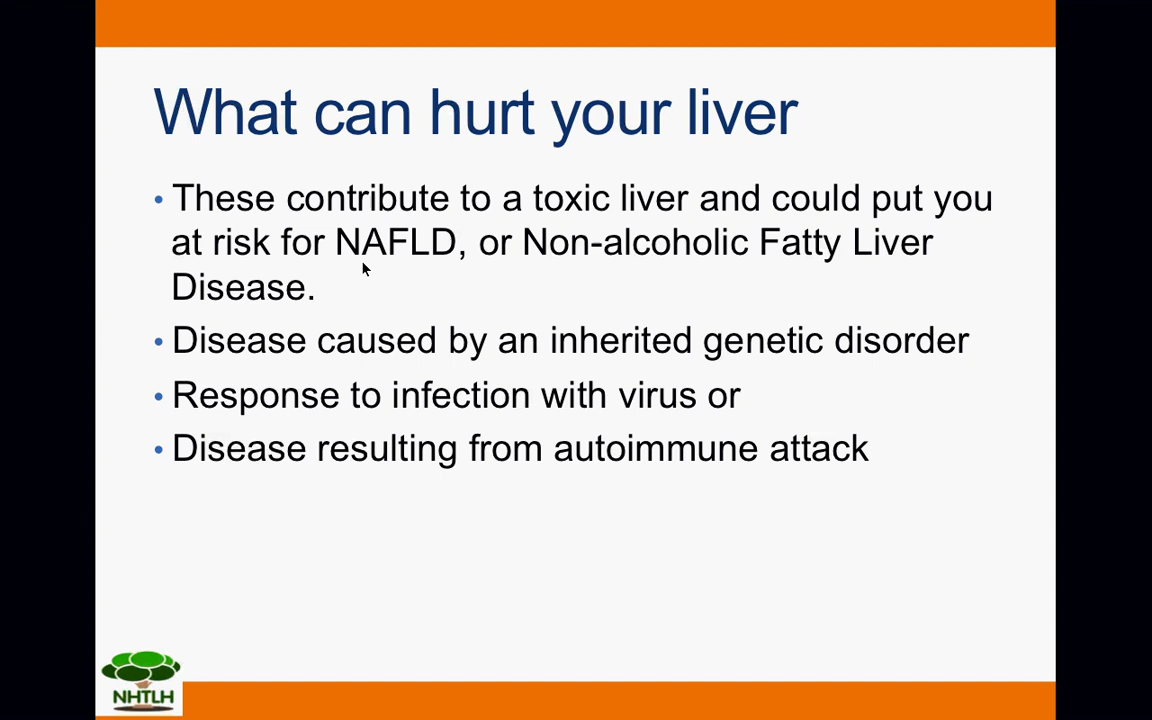 What can hurt your liver
• These contribute to a toxic liver and could put you
at risk for NAFLD, or Non-alcoholic Fatty Liver
Disease.
• Disease caused by an inherited genetic disorder
• Response to infection with virus or
• Disease resulting from autoimmune attack
NHTLH